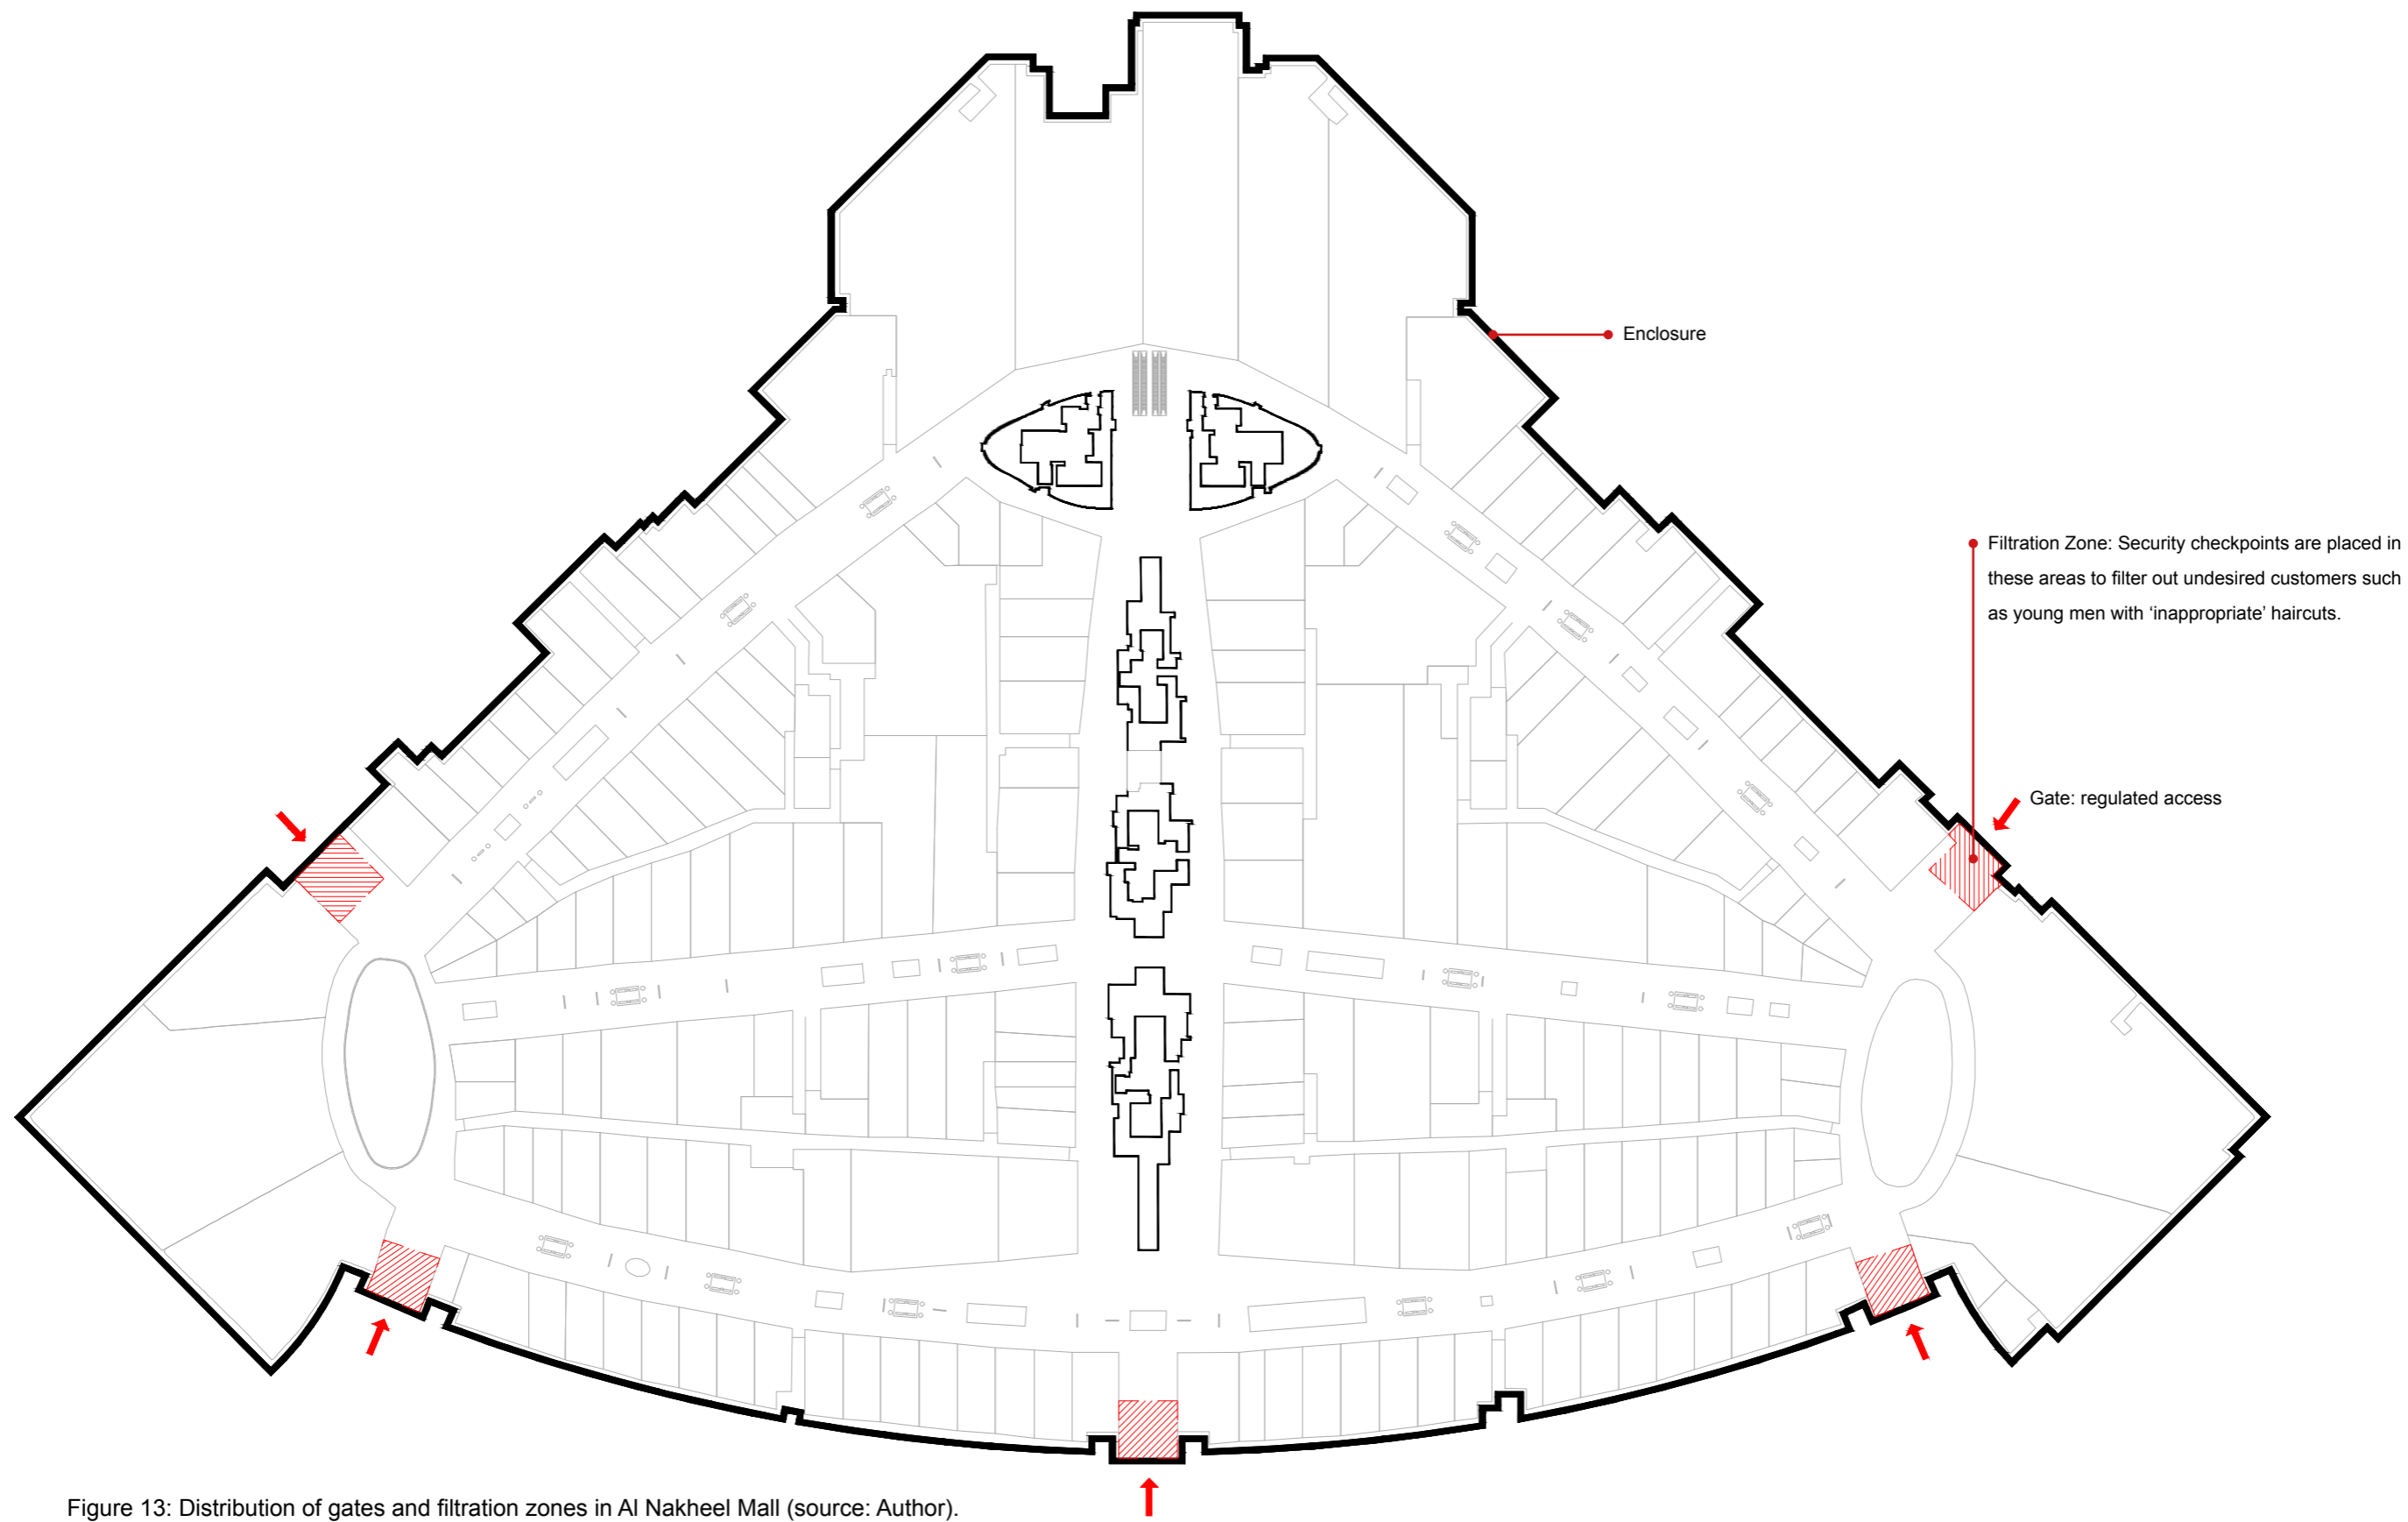 Enclosure
Filtration Zone: Security checkpoints are placed in
these areas to filter out undesired customers such
as young men with ‘inappropriate’ haircuts.
Gate: regulated access
Figure 13: Distribution of gates and filtration zones in Al Nakheel Mall (source: Author).